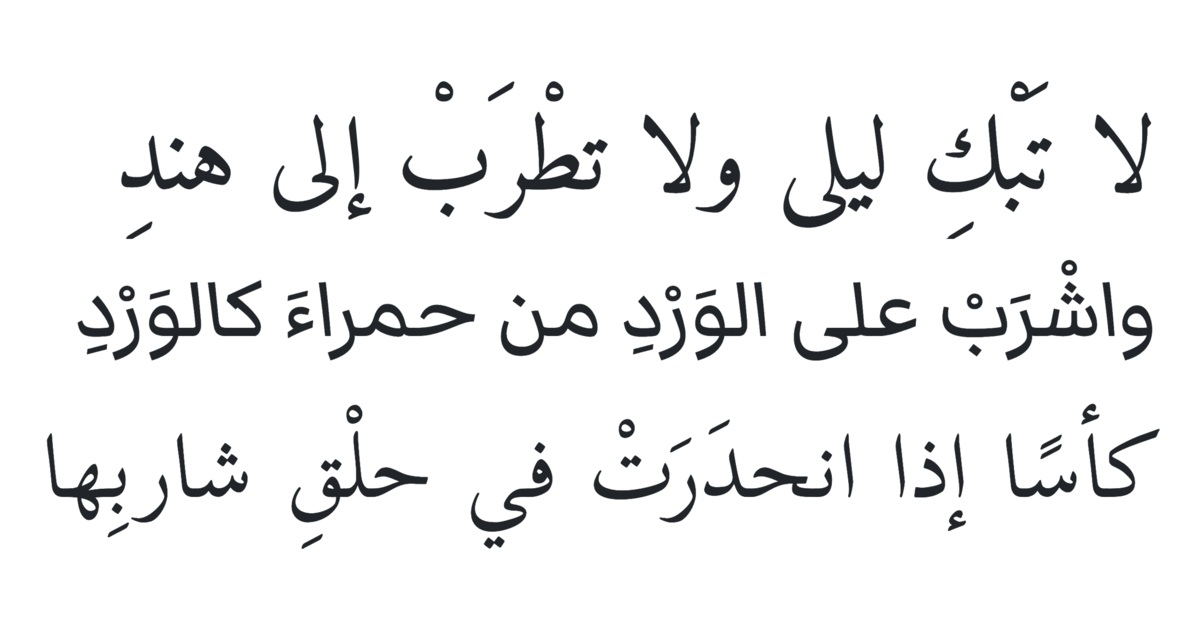 لا تَبْكِ ليلى ولا تطْرَبْ إلى هندِ
واشْرَبْ على الوَرْدِ من حمراءَ كالوَرْدِ
كأسًا إذا انحدَرَتْ في حلْقِ شاربِها